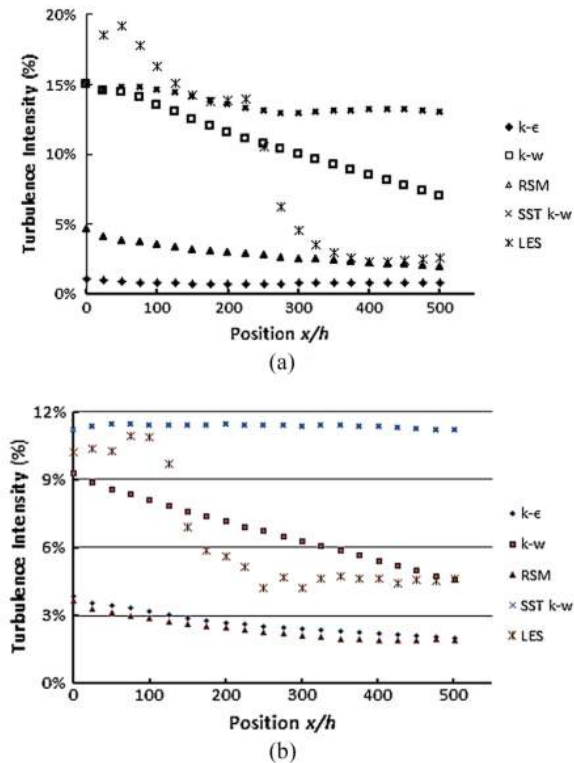 20%
15%
10%
5%
0%
Turbulence Intensity (%)
0 100 200 300 400 500
Position x/h
k-ϵ
k-w
RSM
SST k-w
LES
(a)
12%
9%
6%
3%
0%
Turbulence Intensity (%)
0 100 200 300 400 500
Position x/h
k-ϵ
k-w
RSM
SST k-w
LES
(b)